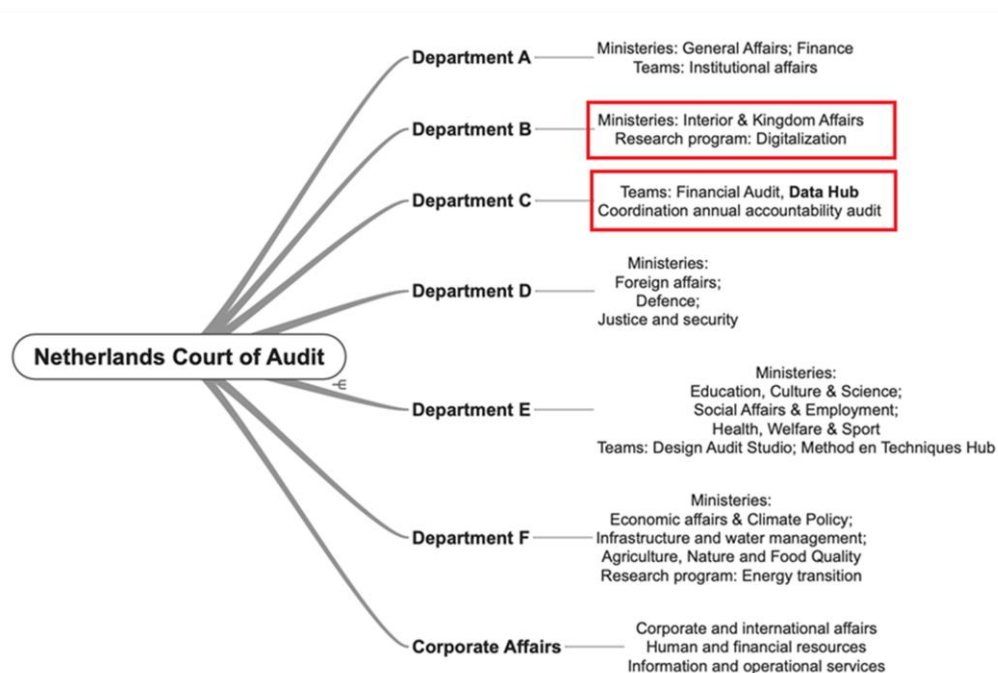 Department A
Ministeries: General Affairs; Finance
Teams: Institutional affairs
Department B
Ministeries: Interior & Kingdom Affairs
Research program: Digitalization
Department C
Teams: Financial Audit, Data Hub
Coordination annual accountability audit
Department D
Ministeries:
Foreign affairs;
Defence;
Justice and security
Netherlands Court of Audit
Department E
Ministeries:
Education, Culture & Science;
Social Affairs & Employment;
Health, Welfare & Sport
Teams: Design Audit Studio; Method en Techniques Hub
Department F
Ministeries:
Economic affairs & Climate Policy;
Infrastructure and water management;
Agriculture, Nature and Food Quality
Research program: Energy transition
Corporate Affairs
Corporate and international affairs
Human and financial resources
Information and operational services